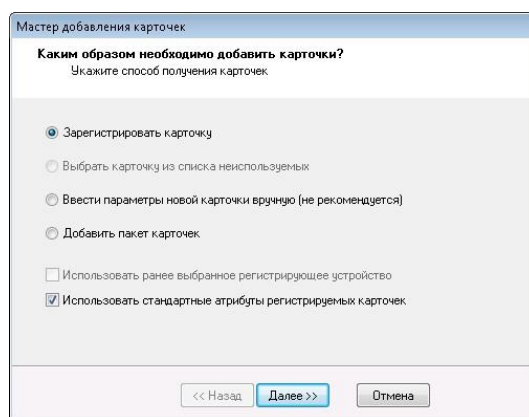 Мастер добавления карточек
Каким образом необходимо добавить карточки?
Укажите способ получения карточек
Зарегистрировать карточку
Выбрать карточку из списка неиспользуемых
Ввести параметры новой карточки вручную (не рекомендуется)
Добавить пакет карточек
Использовать ранее выбранное регистрирующее устройство
Использовать стандартные атрибуты регистрируемых карточек
<< Назад Далее >> Отмена